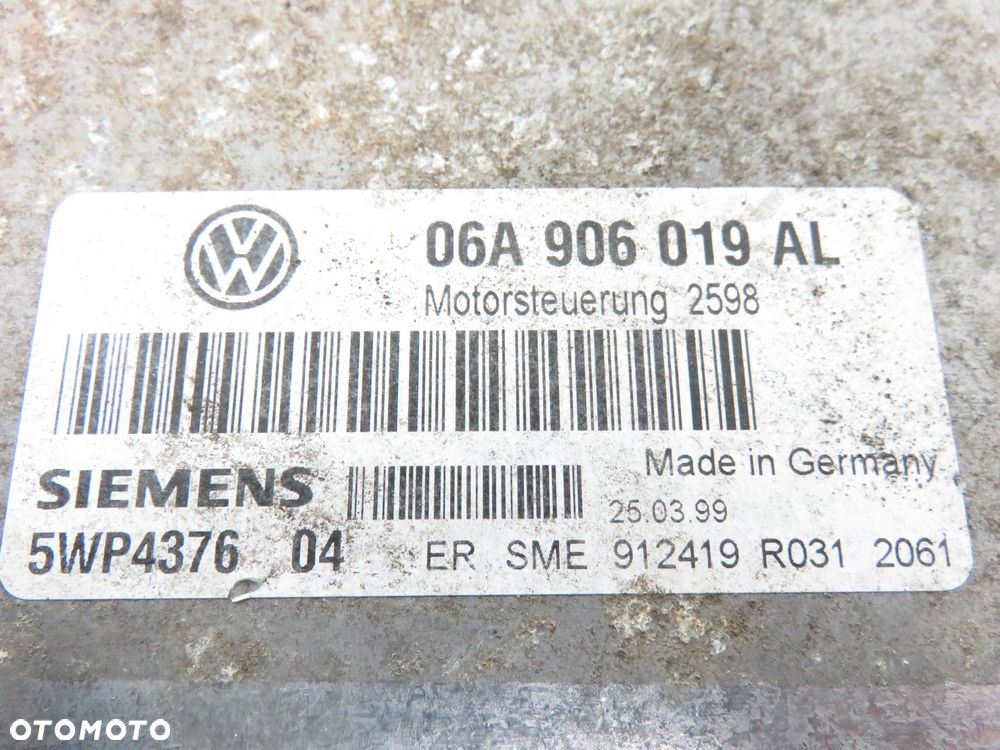 06A 906 019 AL
Motorsteuerung 2598
SIEMENS
Made in Germany
25.03.99
5WP4376 04 ER SME 912419 R031 2061
OTOMOTO